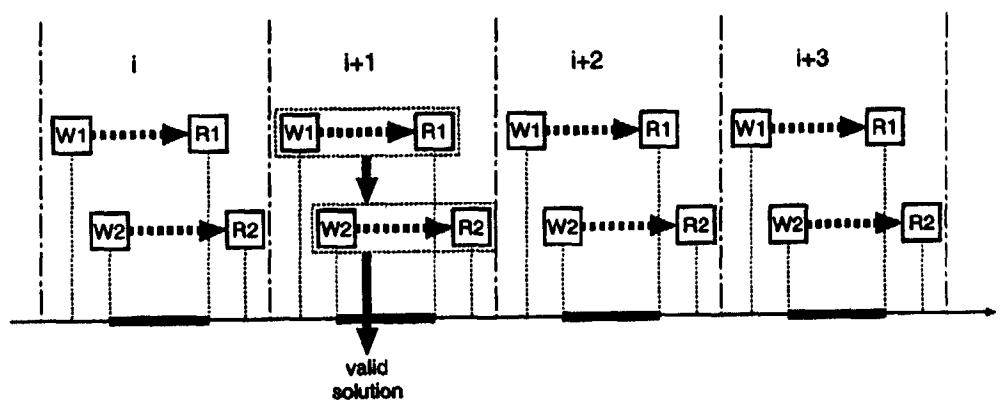 i i+1 i+2 i+3
W1 R1 W1 R1 W1 R1 W1 R1
W2 R2 W2 R2 W2 R2 W2 R2
valid
solution